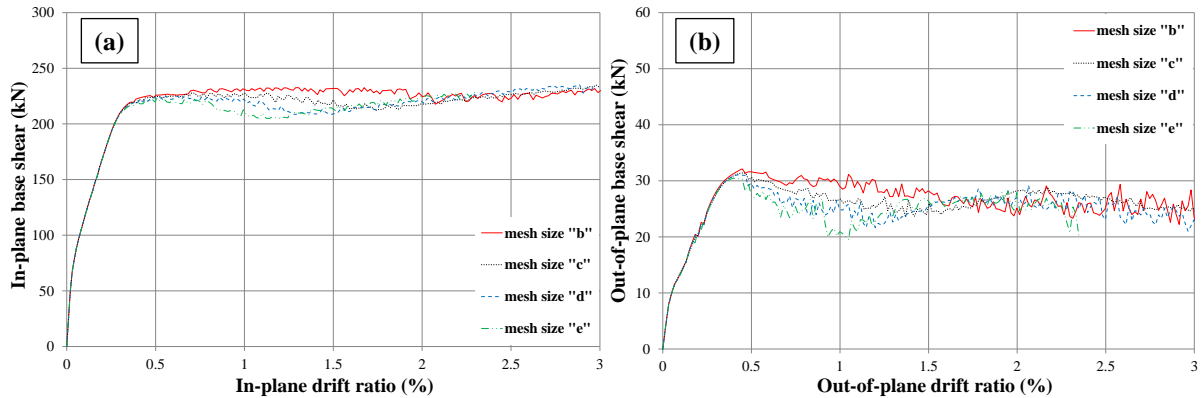 (a)
In-plane base shear (kN)
300
250
200
150
100
50
0
0
0.5
1
1.5
2
2.5
3
In-plane drift ratio (%)
mesh size "b"
mesh size "c"
mesh size "d"
mesh size "e"
(b)
Out-of-plane base shear (kN)
60
50
40
30
20
10
0
0
0.5
1
1.5
2
2.5
3
Out-of-plane drift ratio (%)
mesh size "b"
mesh size "c"
mesh size "d"
mesh size "e"